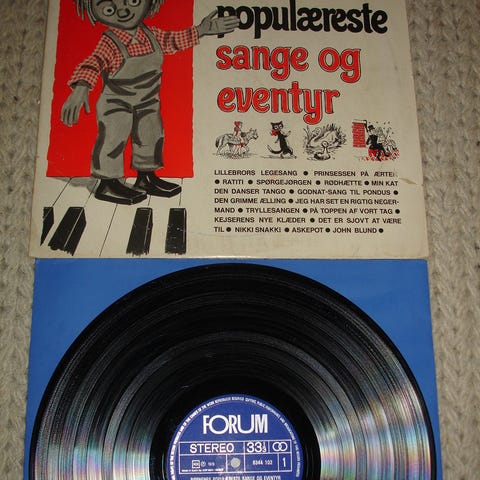 populæreste
sange og
eventyr
LILLEBRORS LEGESANG ● PRINSESSEN PÅ ÆRTEN
● RATITI ● SPØRGEJØRGEN ● RØDHÆTTE ● MIN KAT
DEN DANSER TANGO ● GODNAT-SANG TIL PONDUS ●
DEN GRIMME ÆLLING ● JEG HAR SET EN RIGTIG NEGER-
MAND ● TRYLLESANGEN ● PÅ TOPPEN AF VORT TAG ●
KEJSERENS NYE KLÆDER ● DET ER SJOVT AT VÆRE
TIL ● NIKKI SNAKKI ● ASKEPOT ● JOHN BLUND ●
FORUM
STEREO 33⅓
6344 102 1
SANGE OG EVENTYR